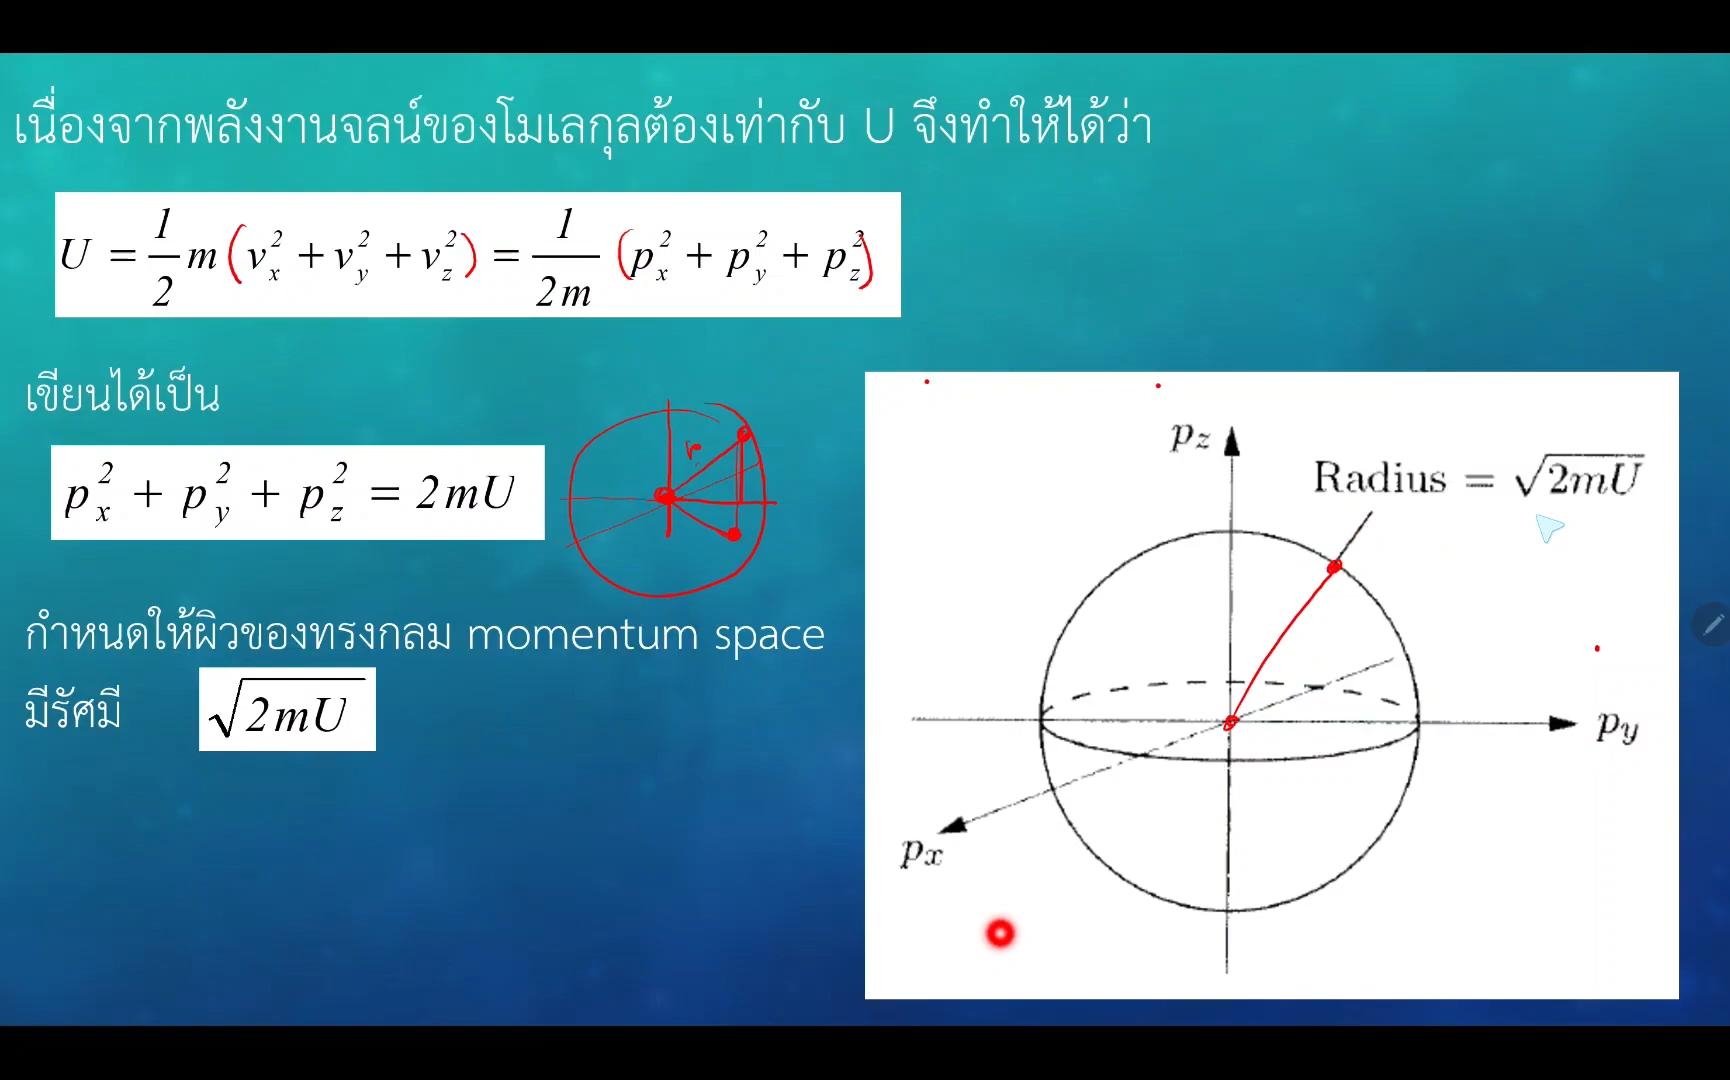 เนื่องจากพลังงานจลน์ของโมเลกุลต้องเท่ากับ U จึงทำให้ได้ว่า
U = 1/2 m (v_x^2 + v_y^2 + v_z^2) = 1/2m (p_x^2 + p_y^2 + p_z^2)
เขียนได้เป็น
p_x^2 + p_y^2 + p_z^2 = 2mU
r
กำหนดให้ผิวของทรงกลม momentum space
มีรัศมี √2mU
p_z
Radius = √2mU
p_y
p_x